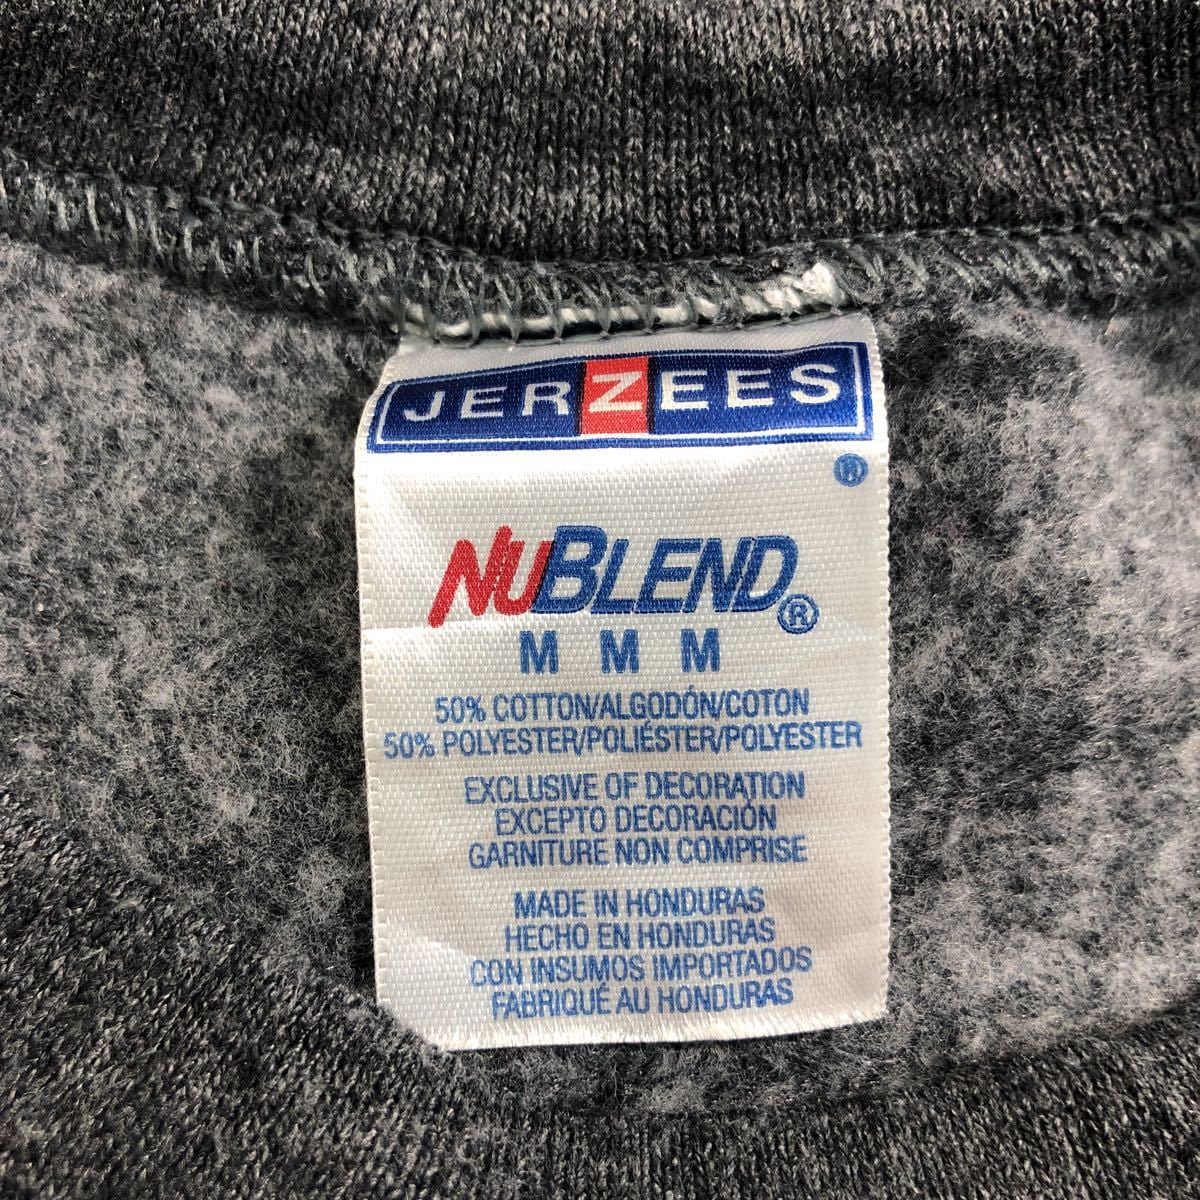 JERZEES
®
NUBLEND®
M M M
50% COTTON/ALGODÓN/COTON
50% POLYESTER/POLIÉSTER/POLYESTER
EXCLUSIVE OF DECORATION
EXCEPTO DECORACIÓN
GARNITURE NON COMPRISE
MADE IN HONDURAS
HECHO EN HONDURAS
CON INSUMOS IMPORTADOS
FABRIQUÉ AU HONDURAS